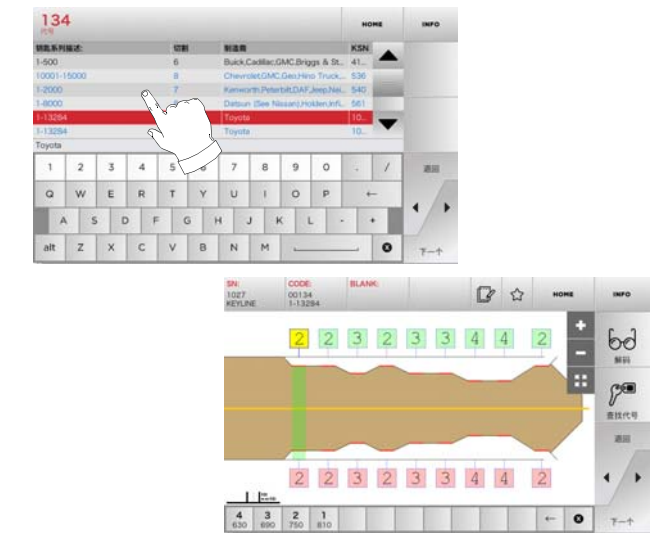 134
代号
HOME
INFO
钥匙系列描述: 切割 制造商 KSN
1-500 6 Buick,Cadillac,GMC,Briggs & St... 41...
10001-15000 8 Chevrolet,GMC,Geo,Hino Truck,... 536
1-2000 7 Kenworth,Peterbilt,DAF,Jeep,Nei... 540
1-8000 Datsun (See Nissan),Holden,Infi... 561
1-13284 Toyota 10...
1-13284 Toyota 10...
Toyota
1 2 3 4 5 6 7 8 9 0 . /
退回
Q W E R T Y U I O P ←
A S D F G H J K L - •
alt Z X C V B N M
下一个
SN: CODE: BLANK:
1027 00134
KEYLINE 1-13284
HOME
INFO
2 2 3 2 3 3 4 4 2
+
-
解码
查找代号
退回
2 2 3 2 3 3 4 4 2
4 3 2 1
630 690 750 810
←
下一个